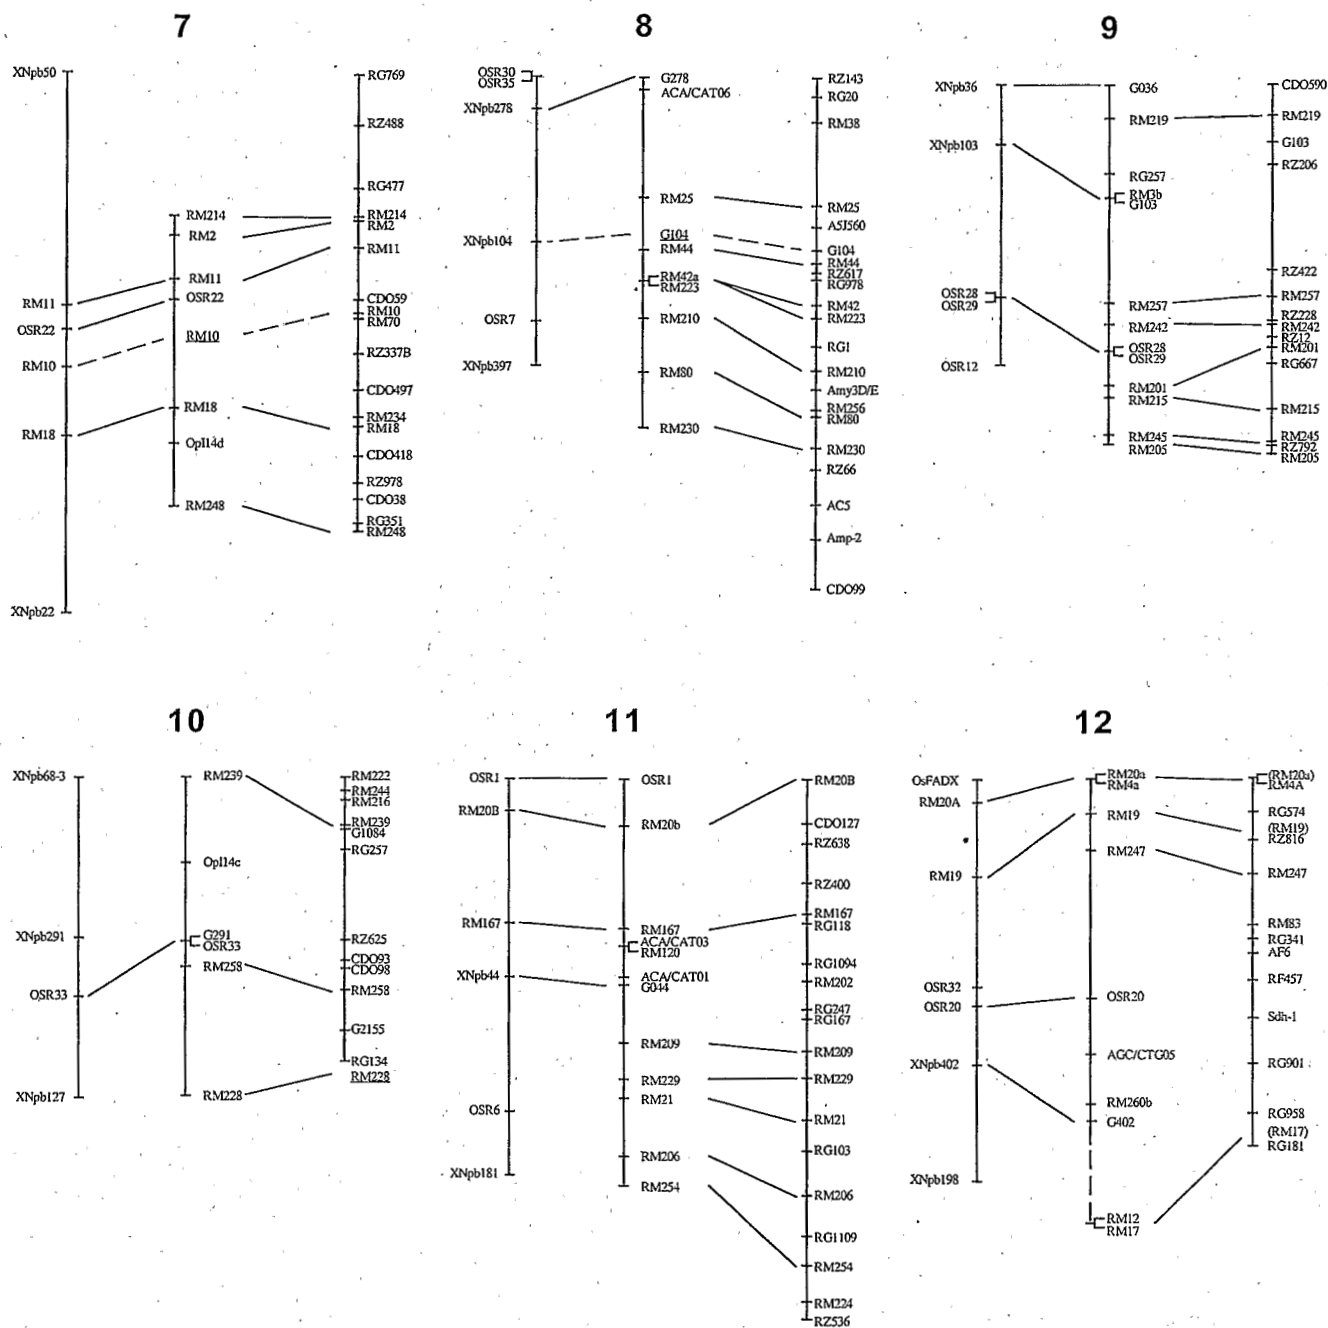 7
XNpb50
RM11
OSR22
RM10
RM18
XNpb22
RM214
RM2
RM11
OSR22
RM10
RM18
OpI14d
RM248
RG769
RZ488
RG477
RM214
RM2
RM11
CDO59
RM10
RM70
RZ337B
CDO497
RM234
RM18
CDO418
RZ978
CDO38
RG351
RM248
8
OSR30
OSR35
XNpb278
XNpb104
OSR7
XNpb397
G278
ACA/CAT06
RM25
G104
RM44
RM42a
RM223
RM210
RM80
RM230
RZ143
RG20
RM38
RM25
A5J560
G104
RM44
RZ617
RG978
RM42
RM223
RG1
RM210
Amy3D/E
RM256
RM80
RM230
RZ66
AC5
Amp-2
CDO99
9
XNpb36
XNpb103
OSR28
OSR29
OSR12
G036
RM219
RG257
RM3b
G103
RM257
RM242
OSR28
OSR29
RM201
RM215
RM245
RM205
CDO590
RM219
G103
RZ206
RZ422
RM257
RZ228
RM242
RZ12
RM201
RG667
RM215
RM245
RZ792
RM205
10
XNpb68-3
XNpb291
OSR33
XNpb127
RM239
OpI14c
G291
OSR33
RM258
RM228
RM222
RM244
RM216
RM239
G1084
RG257
RZ625
CDO93
CDO98
RM258
G2155
RG134
RM228
11
OSR1
RM20B
RM167
XNpb44
OSR6
XNpb181
OSR1
RM20b
RM167
ACA/CAT03
RM120
ACA/CAT01
G044
RM209
RM229
RM21
RM206
RM254
RM20B
CDO127
RZ638
RZ400
RM167
RG118
RG1094
RM202
RG247
RG167
RM209
RM229
RM21
RG103
RM206
RG1109
RM254
RM224
RZ536
12
OsFADX
RM20A
RM19
OSR32
OSR20
XNpb402
XNpb198
RM20a
RM4a
RM19
RM247
OSR20
AGC/CTG05
RM260b
G402
RM12
RM17
(RM20a)
RM4A
RG574
(RM19)
RZ816
RM247
RM83
RG341
AF6
RF457
Sdh-1
RG901
RG958
(RM17)
RG181